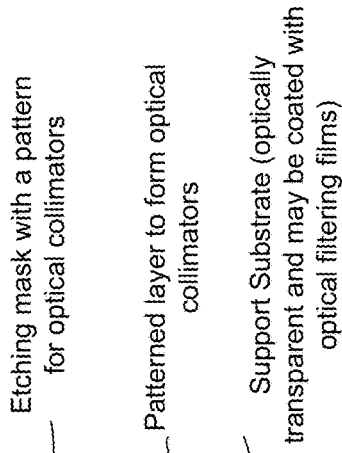 Etching mask with a pattern
for optical collimators
Patterned layer to form optical
collimators
Support Substrate (optically
transparent and may be coated with
optical filtering films)